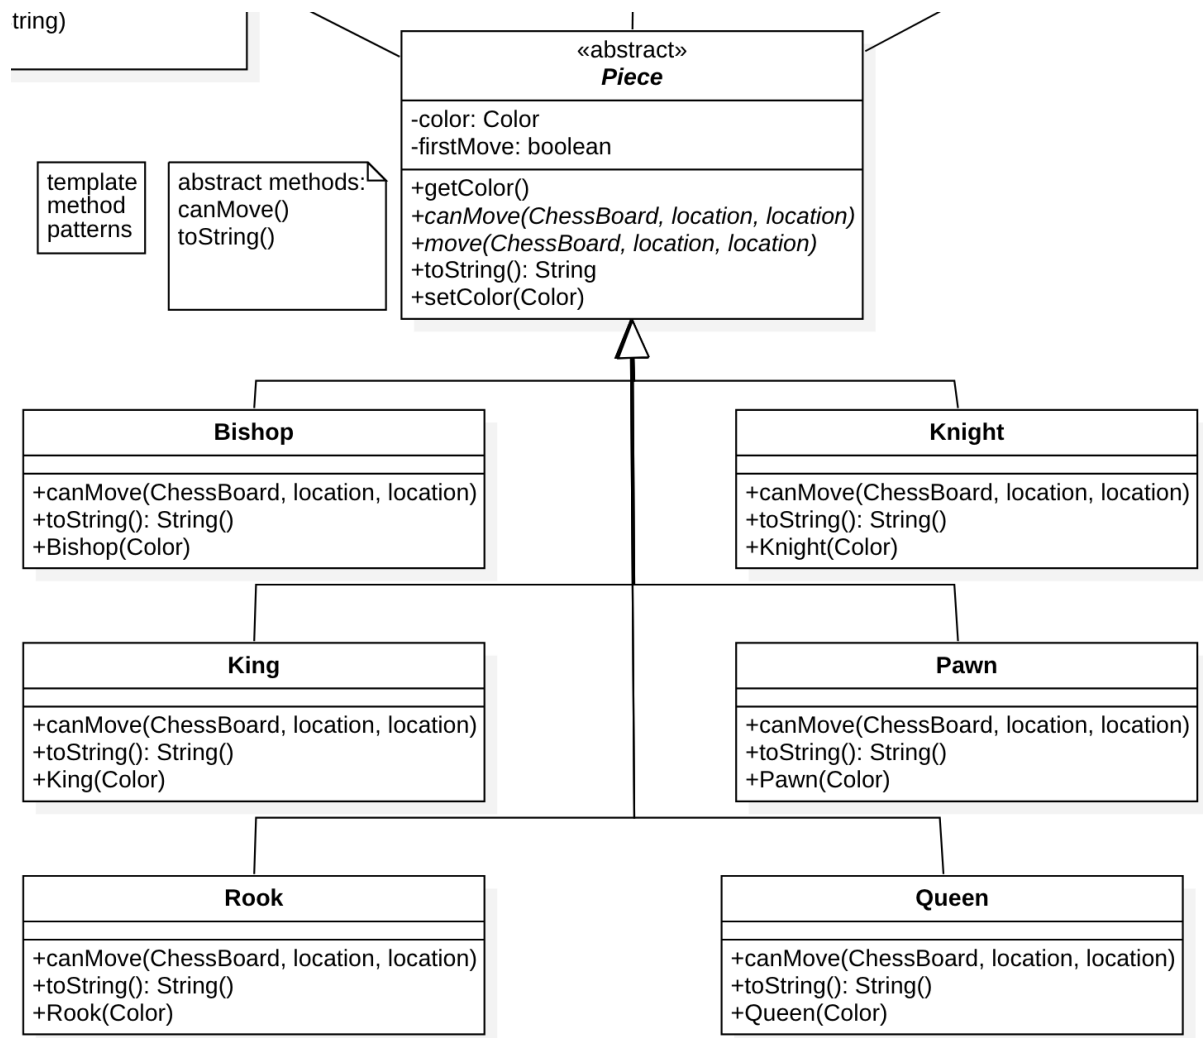 tring)
«abstract»
Piece
-color: Color
-firstMove: boolean
+getColor()
+canMove(ChessBoard, location, location)
+move(ChessBoard, location, location)
+toString(): String
+setColor(Color)
template
method
patterns
abstract methods:
canMove()
toString()
Bishop
+canMove(ChessBoard, location, location)
+toString(): String()
+Bishop(Color)
Knight
+canMove(ChessBoard, location, location)
+toString(): String()
+Knight(Color)
King
+canMove(ChessBoard, location, location)
+toString(): String()
+King(Color)
Pawn
+canMove(ChessBoard, location, location)
+toString(): String()
+Pawn(Color)
Rook
+canMove(ChessBoard, location, location)
+toString(): String()
+Rook(Color)
Queen
+canMove(ChessBoard, location, location)
+toString(): String()
+Queen(Color)